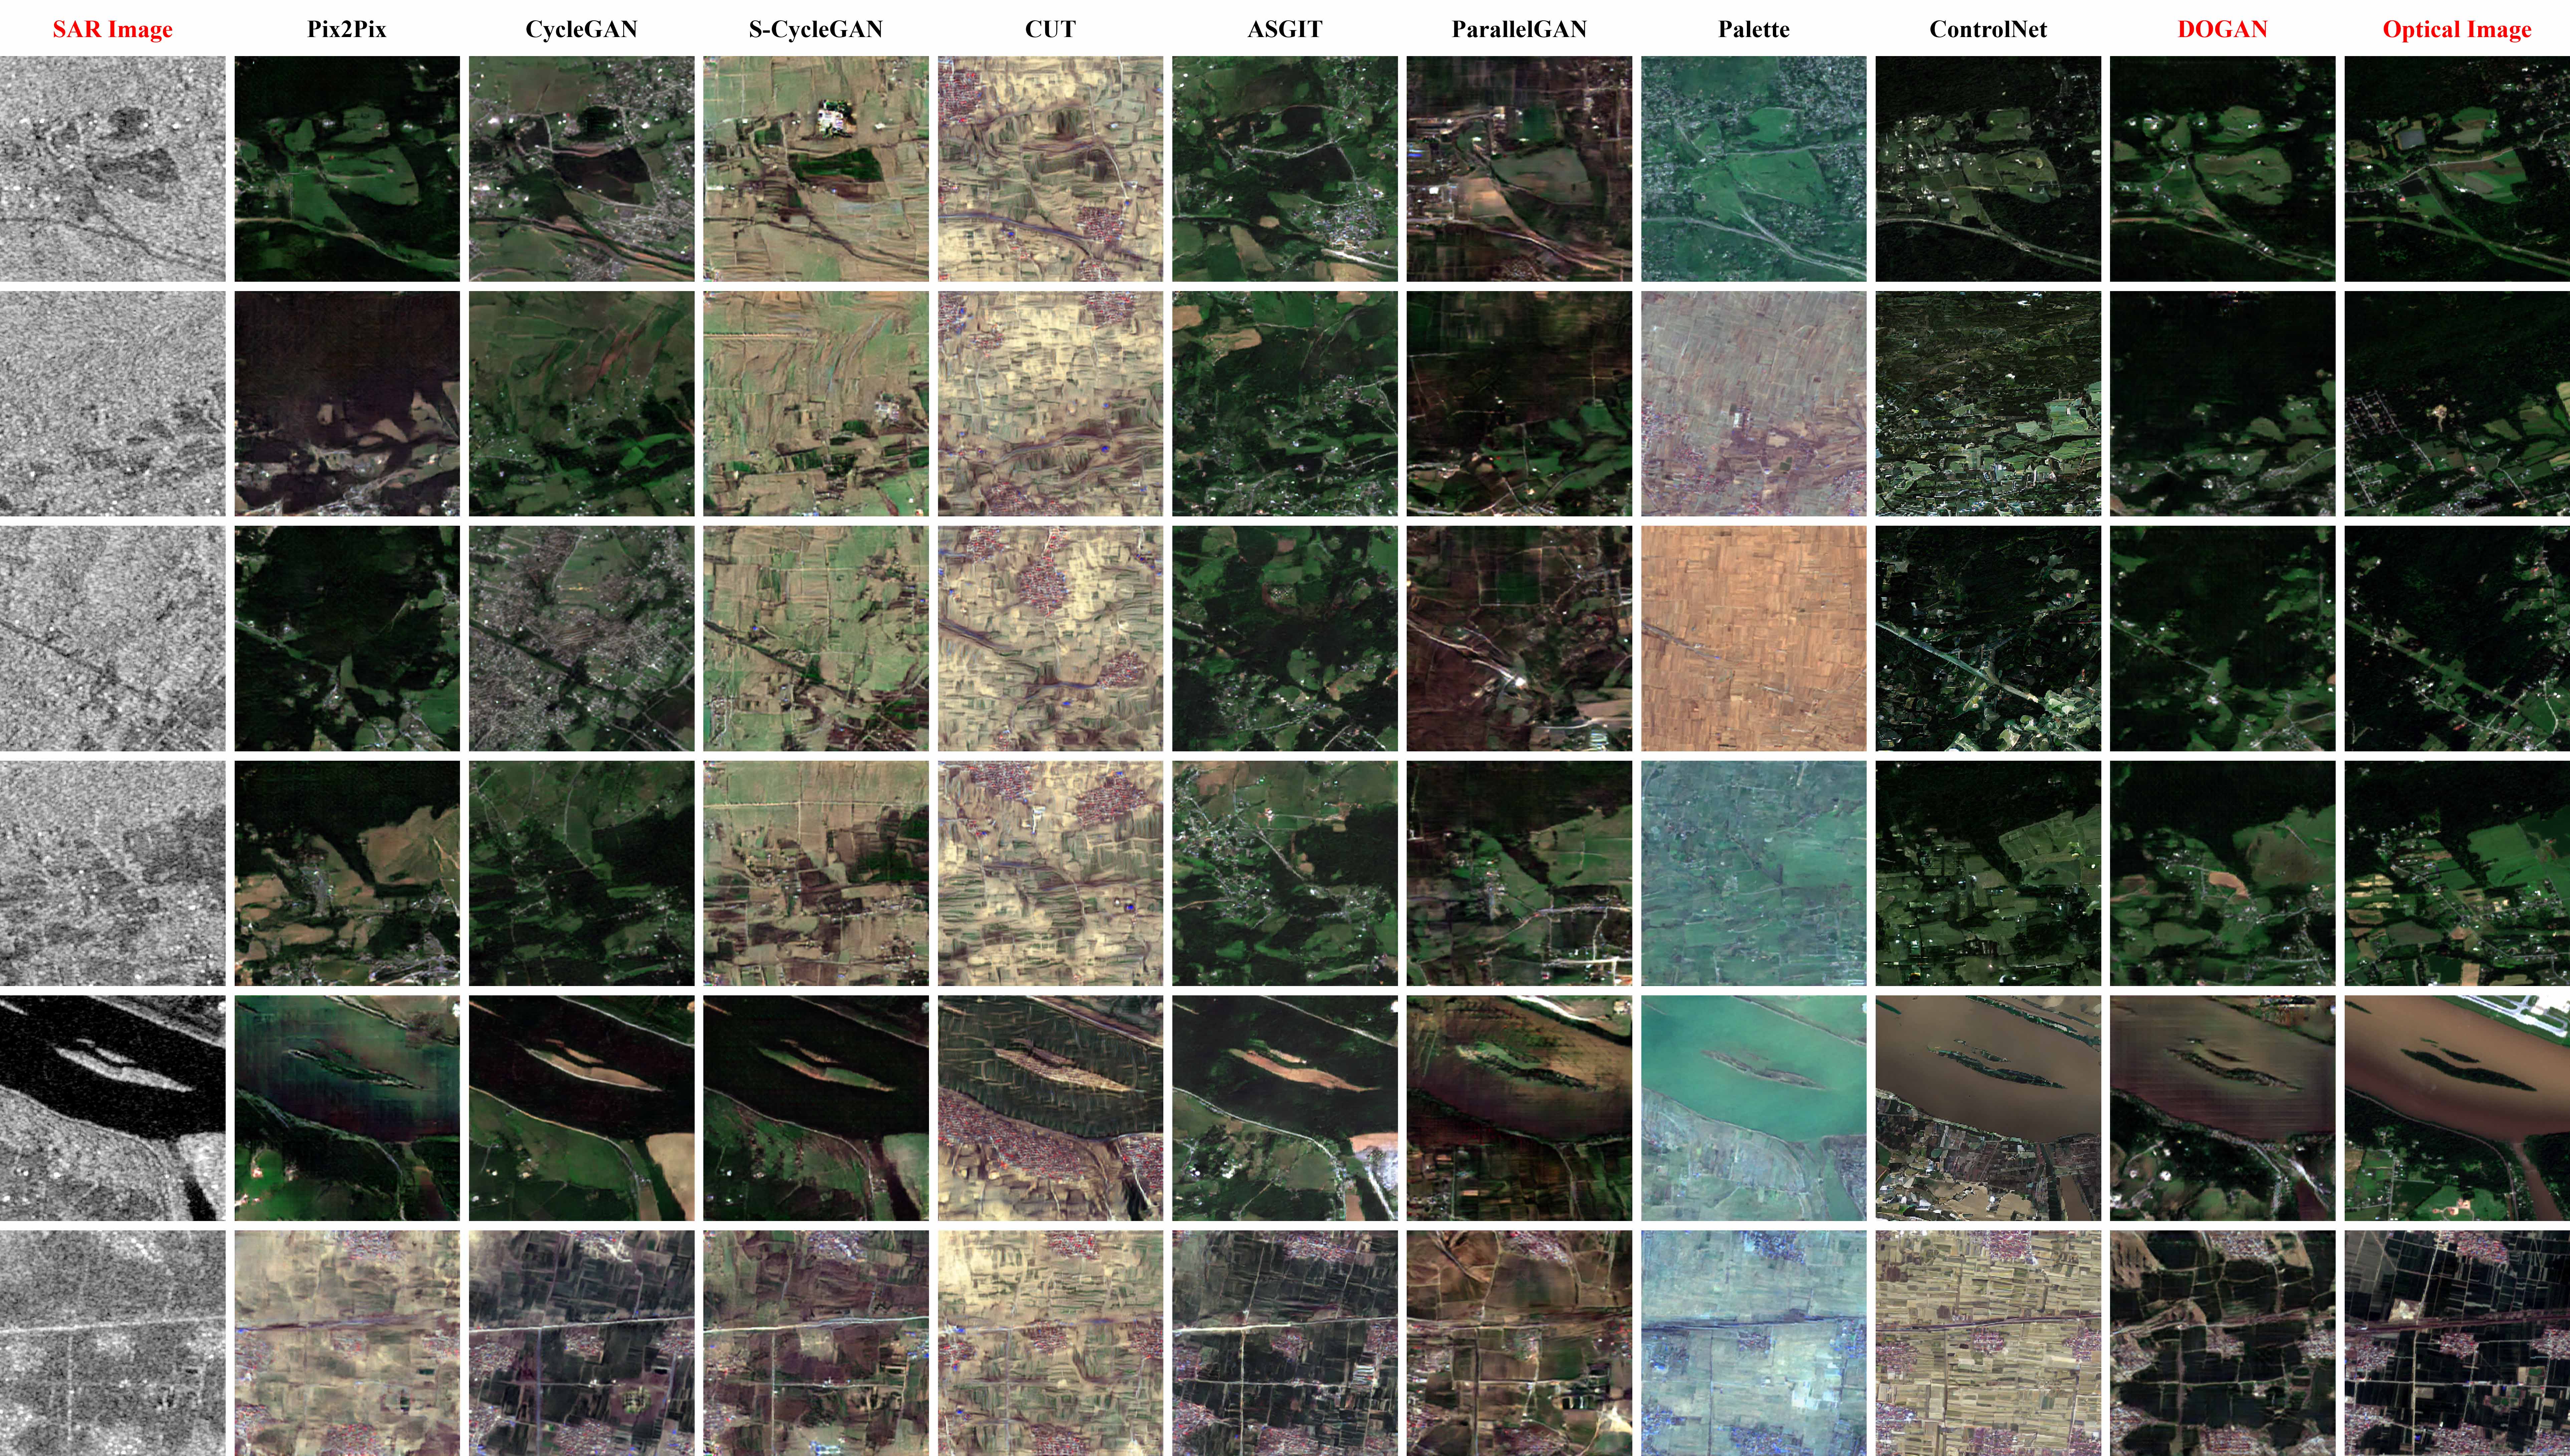 SAR Image Pix2Pix CycleGAN S-CycleGAN CUT ASGIT ParallelGAN Palette ControlNet DOGAN Optical Image